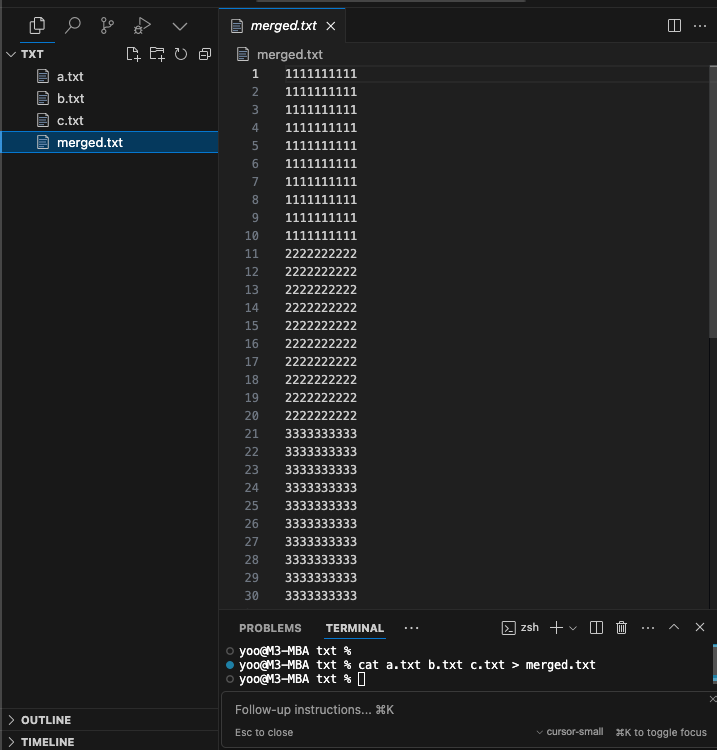 TXT
a.txt
b.txt
c.txt
merged.txt
OUTLINE
TIMELINE
merged.txt
merged.txt
1 1111111111
2 1111111111
3 1111111111
4 1111111111
5 1111111111
6 1111111111
7 1111111111
8 1111111111
9 1111111111
10 1111111111
11 2222222222
12 2222222222
13 2222222222
14 2222222222
15 2222222222
16 2222222222
17 2222222222
18 2222222222
19 2222222222
20 2222222222
21 3333333333
22 3333333333
23 3333333333
24 3333333333
25 3333333333
26 3333333333
27 3333333333
28 3333333333
29 3333333333
30 3333333333
PROBLEMS TERMINAL ··· zsh ···
yoo@M3-MBA txt %
yoo@M3-MBA txt % cat a.txt b.txt c.txt > merged.txt
yoo@M3-MBA txt %
Follow-up instructions... ⌘K
Esc to close cursor-small ⌘K to toggle focus